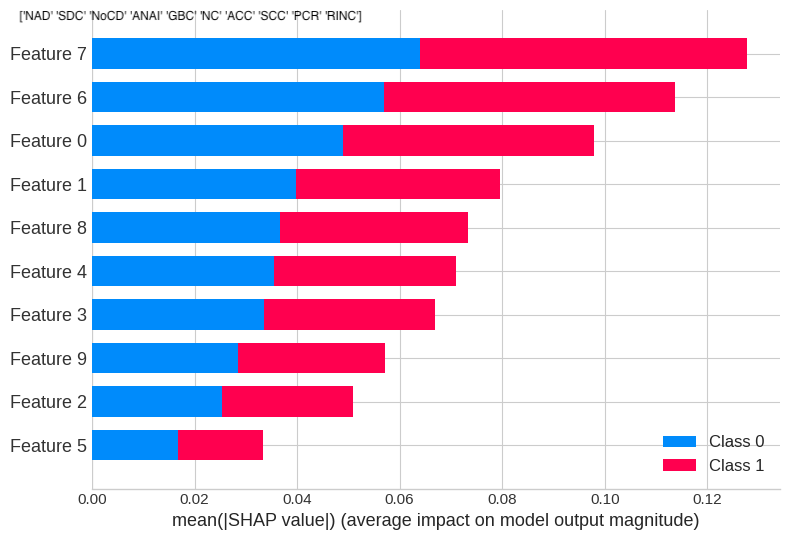 ['NAD' 'SDC' 'NoCD' 'ANAI' 'GBC' 'NC' 'ACC' 'SCC' 'PCR' 'RINC']
Feature 7
Feature 6
Feature 0
Feature 1
Feature 8
Feature 4
Feature 3
Feature 9
Feature 2
Feature 5
Class 0
Class 1
0.00 0.02 0.04 0.06 0.08 0.10 0.12
mean(|SHAP value|) (average impact on model output magnitude)